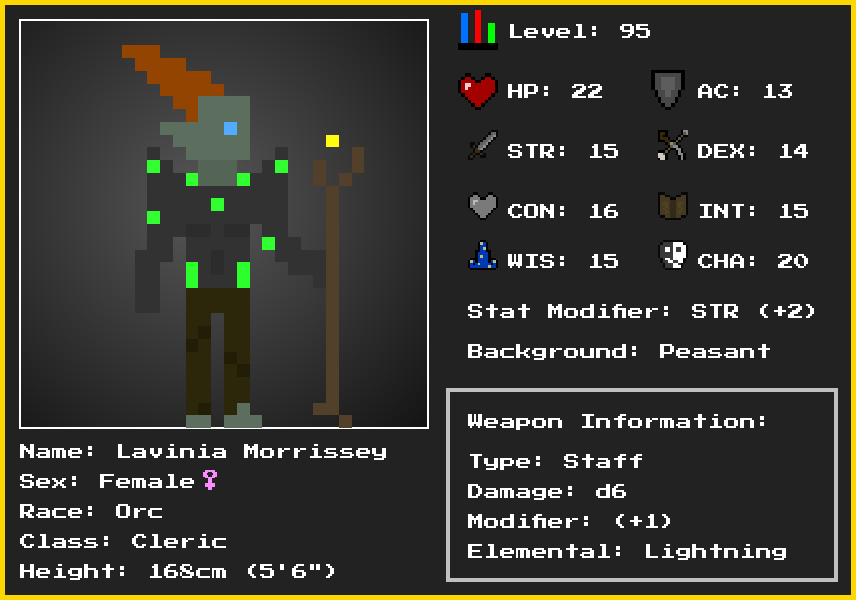 Level: 95
HP: 22
AC: 13
STR: 15
DEX: 14
CON: 16
INT: 15
WIS: 15
CHA: 20
Stat Modifier: STR (+2)
Background: Peasant
Weapon Information:
Type: Staff
Damage: d6
Modifier: (+1)
Elemental: Lightning
Name: Lavinia Morrissey
Sex: Female♀
Race: Orc
Class: Cleric
Height: 168cm (5'6")